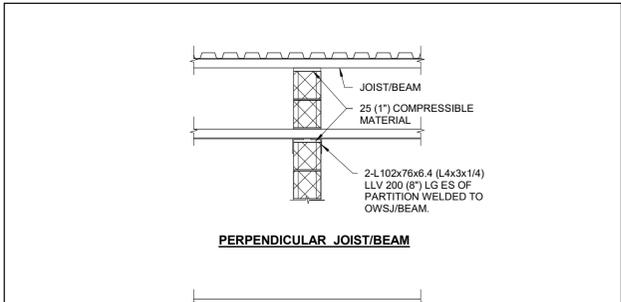 JOIST/BEAM
25 (1") COMPRESSIBLE
MATERIAL
2-L102x76x6.4 (L4x3x1/4)
LLV 200 (8") LG ES OF
PARTITION WELDED TO
OWSJ/BEAM.
PERPENDICULAR JOIST/BEAM